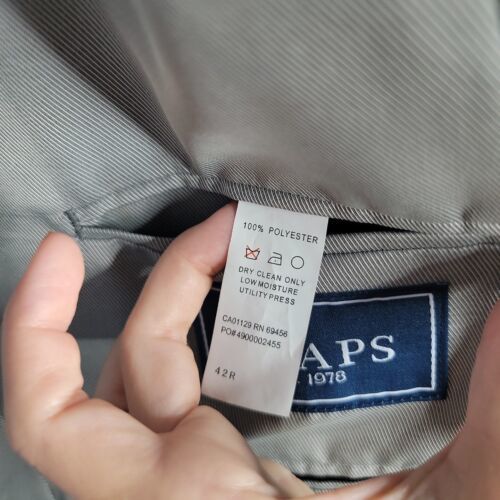 100% POLYESTER
DRY CLEAN ONLY
LOW MOISTURE
UTILITY PRESS
CA01129 RN 69456
PO#4900002455
42R
APS
1978